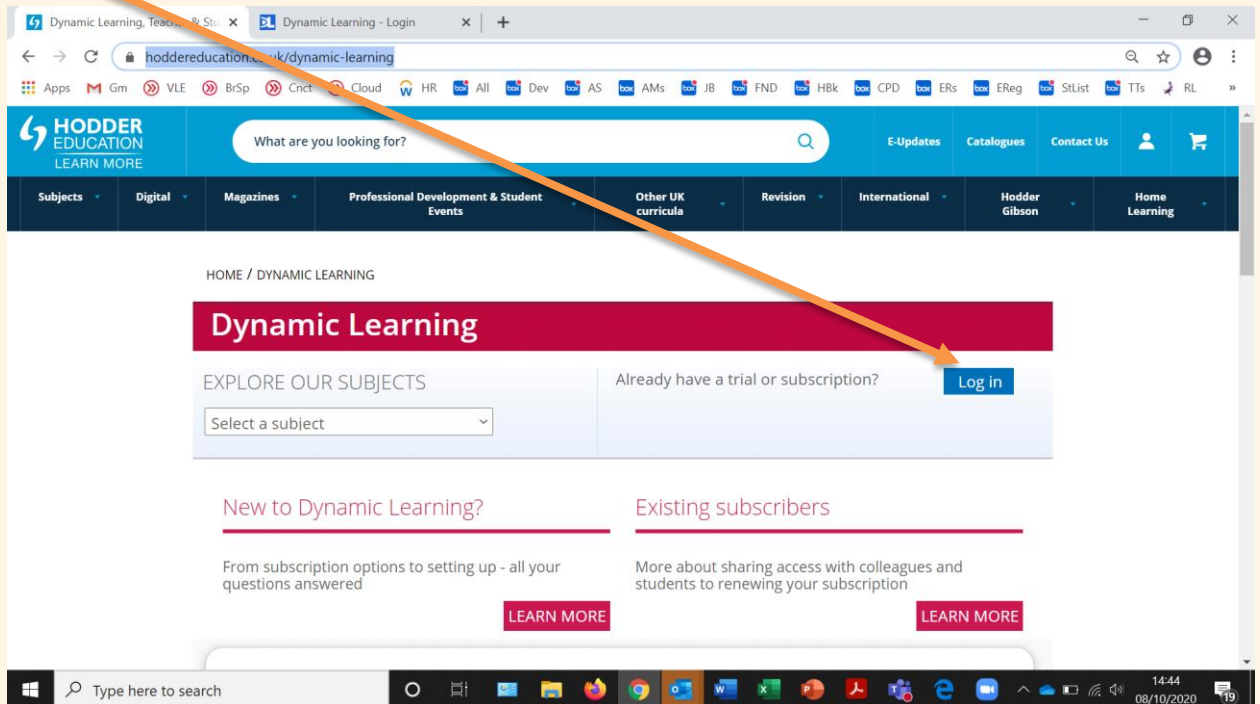 Dynamic Learning, Teacher & Stu
Dynamic Learning - Login
hoddereducation.co.uk/dynamic-learning
Apps Gm VLE BrSp Cnct Cloud HR All Dev AS AMs JB FND HBk CPD ERs EReg StList TTs RL »
HODDER
EDUCATION
LEARN MORE
What are you looking for?
E-Updates Catalogues Contact Us
Subjects Digital Magazines Professional Development & Student Events Other UK curricula Revision International Hodder Gibson Home Learning
HOME / DYNAMIC LEARNING
Dynamic Learning
EXPLORE OUR SUBJECTS
Already have a trial or subscription?
Log in
Select a subject
New to Dynamic Learning?
Existing subscribers
From subscription options to setting up - all your
questions answered
More about sharing access with colleagues and
students to renewing your subscription
LEARN MORE
LEARN MORE
Type here to search
14:44
08/10/2020
19